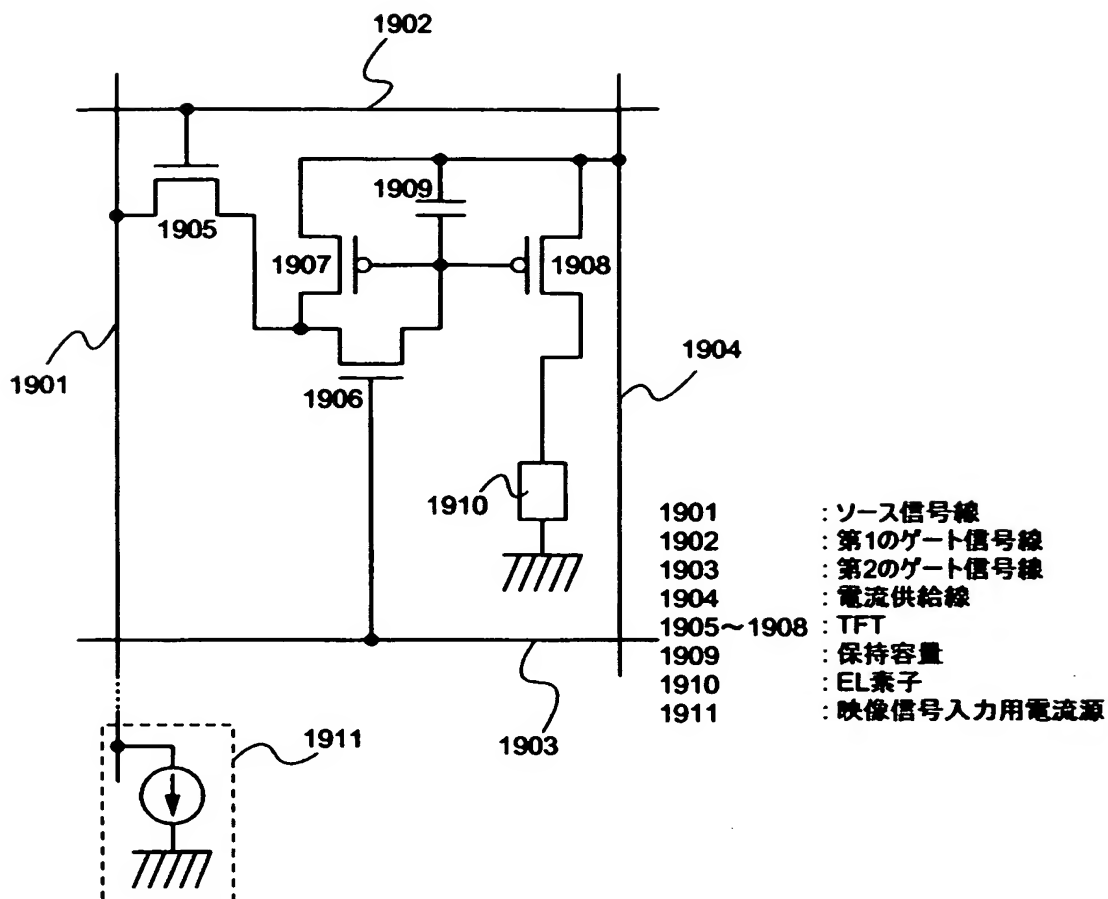 1902
1909
1905
1907
1908
1904
1901
1906
1910
1901 :ソース信号線
1902 :第1のゲート信号線
1903 :第2のゲート信号線
1904 :電流供給線
1905～1908 :TFT
1909 :保持容量
1910 :EL素子
1911 :映像信号入力用電流源
1911
1903